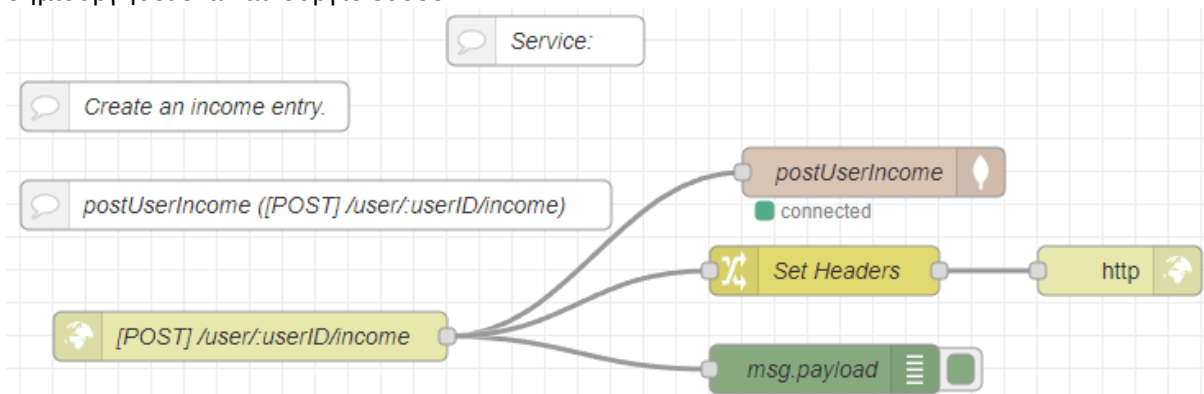 Service:
Create an income entry.
postUserIncome
postUserIncome ([POST] /user/:userID/income)
connected
Set Headers
http
[POST] /user/:userID/income
msg.payload